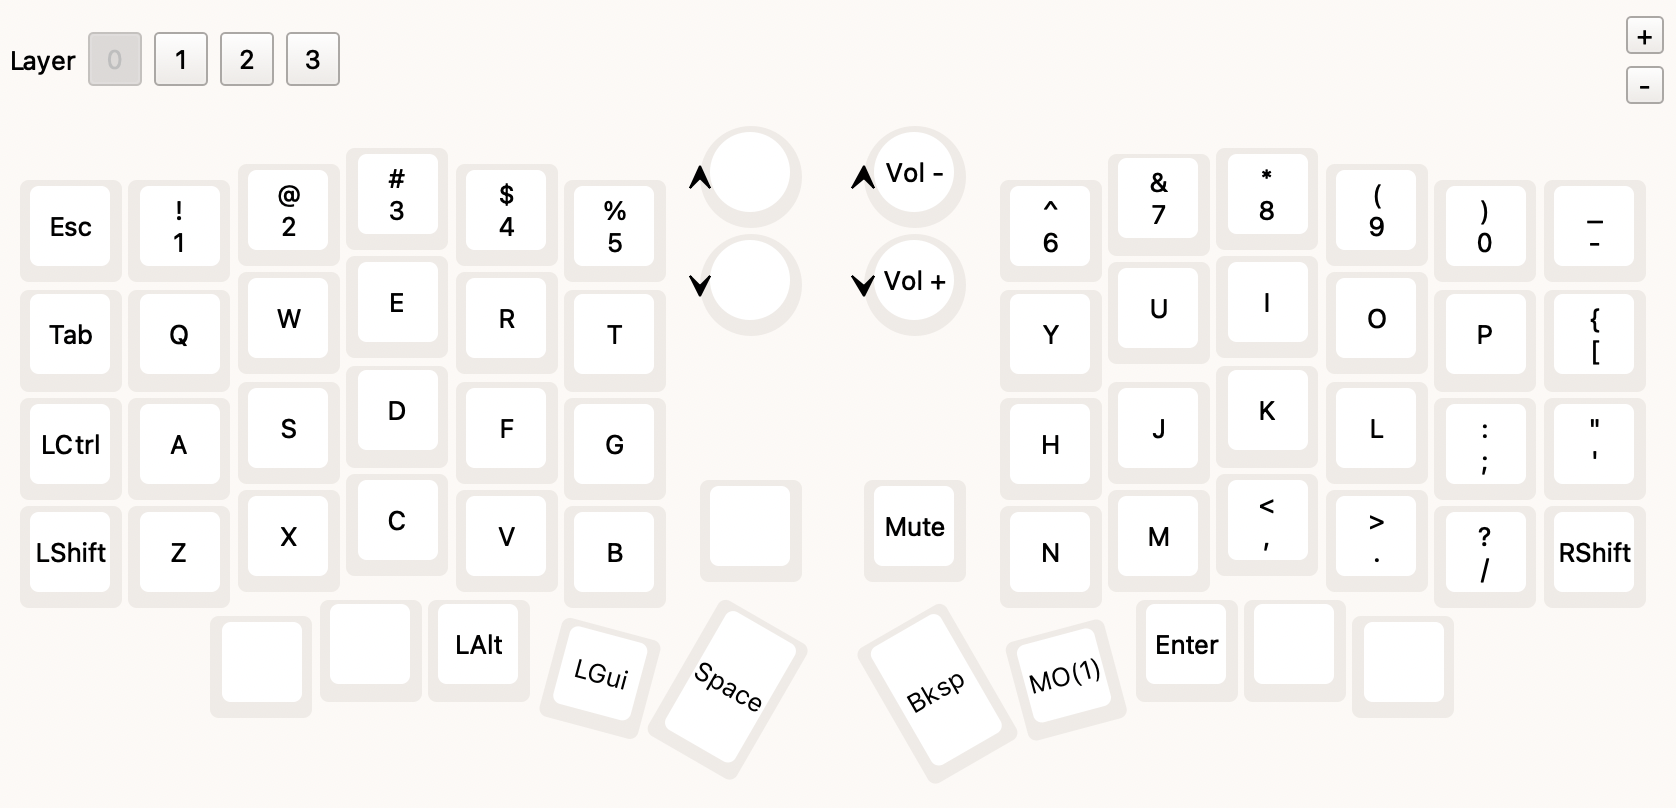 Layer 0 1 2 3
+
-
Vol -
Vol +
Esc ! 1 @ 2 # 3 $ 4 % 5
^ 6 & 7 * 8 ( 9 ) 0 _ -
Tab Q W E R T
Y U I O P { [
LCtrl A S D F G
H J K L : ; " '
LShift Z X C V B
Mute
N M < , > . ? / RShift
LAlt LGui Space
Bksp MO(1) Enter